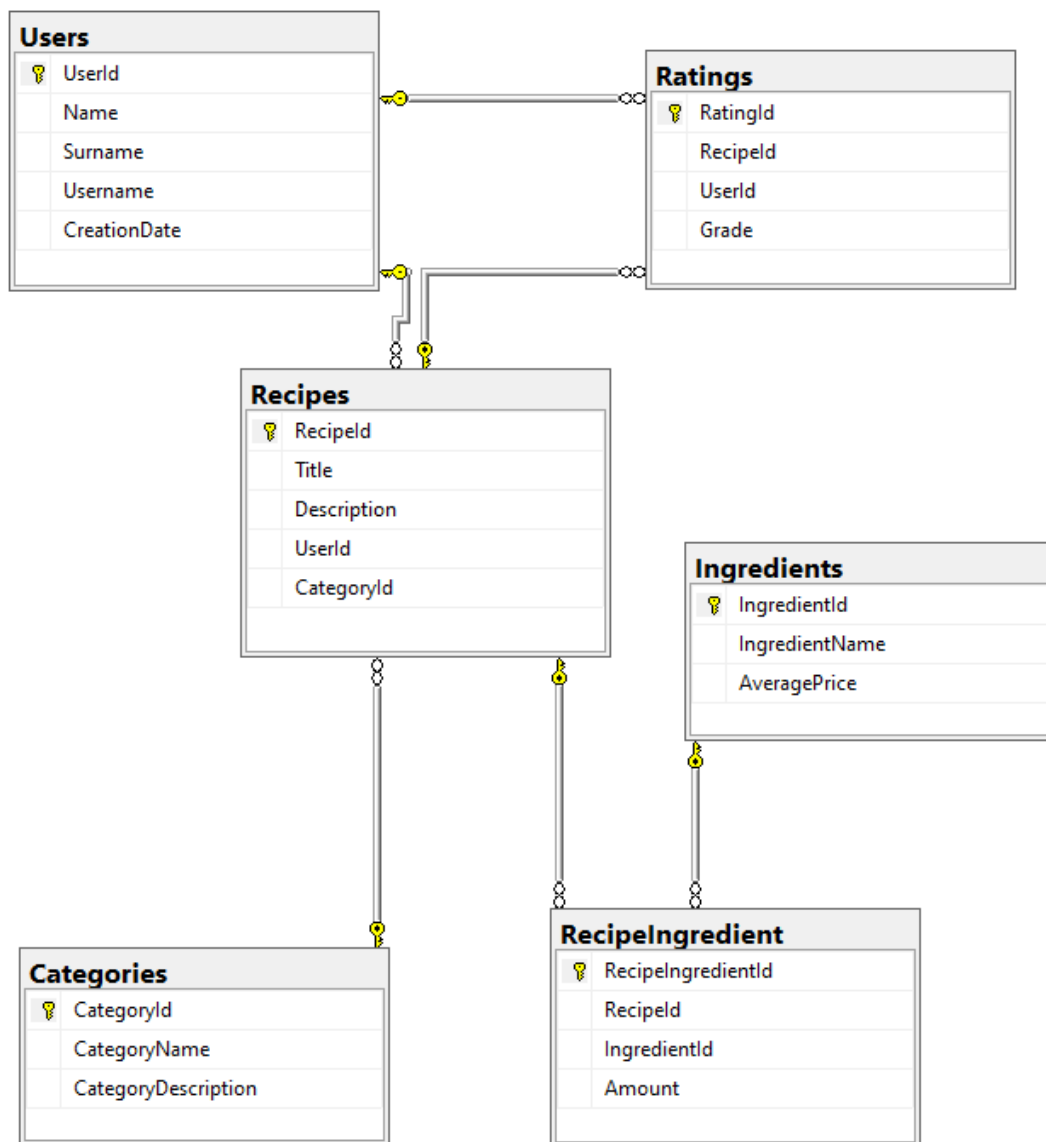 Users
UserId
Name
Surname
Username
CreationDate
Ratings
RatingId
RecipeId
UserId
Grade
Recipes
RecipeId
Title
Description
UserId
CategoryId
Ingredients
IngredientId
IngredientName
AveragePrice
Categories
CategoryId
CategoryName
CategoryDescription
RecipeIngredient
RecipeIngredientId
RecipeId
IngredientId
Amount